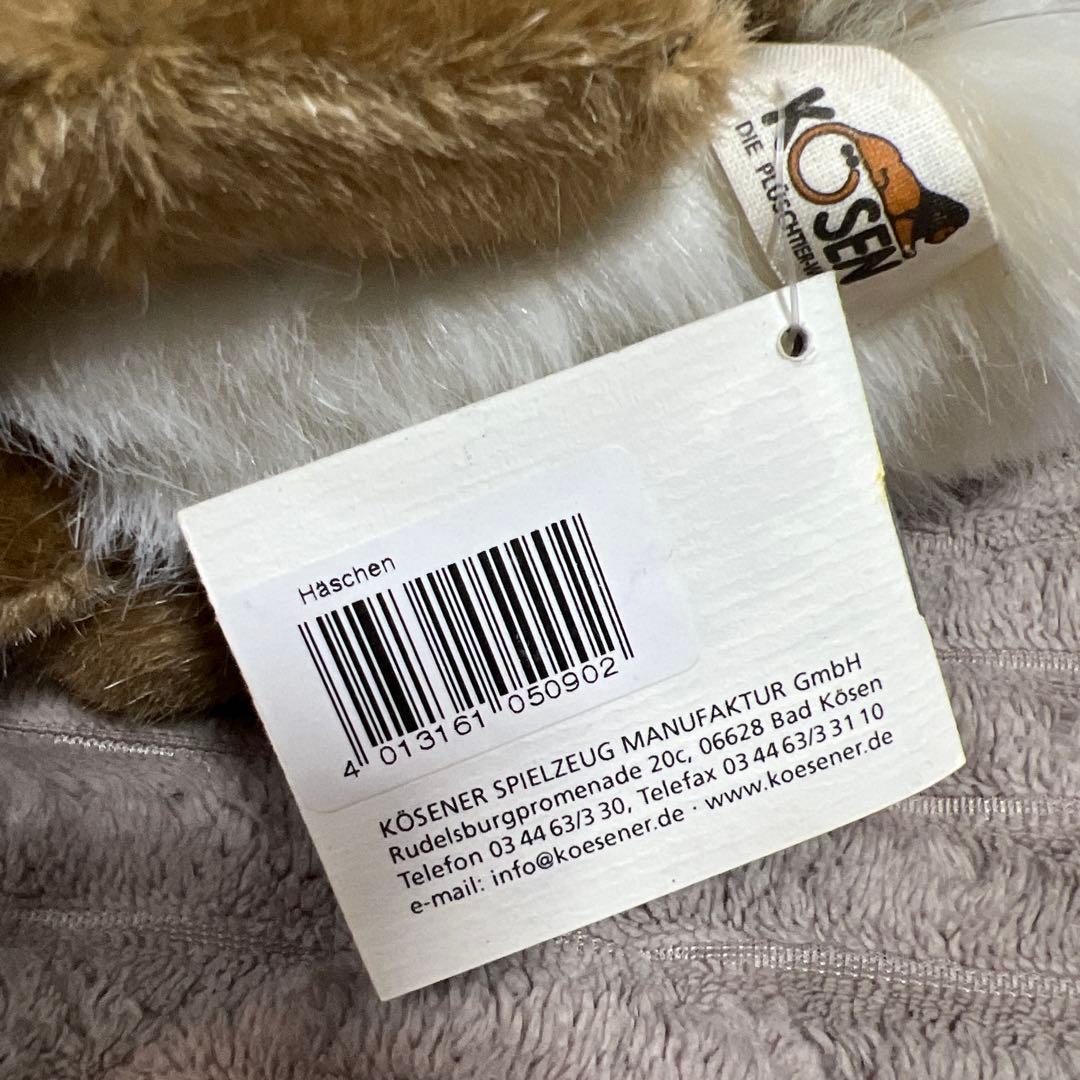 KÖSEN
DIE PLÜSCHTIER-
Häschen
4 013161 050902
KÖSENER SPIELZEUG MANUFAKTUR GmbH
Rudelsburgpromenade 20c, 06628 Bad Kösen
Telefon 03 44 63/3 30, Telefax 03 44 63/3 31 10
e-mail: info@koesener.de · www.koesener.de